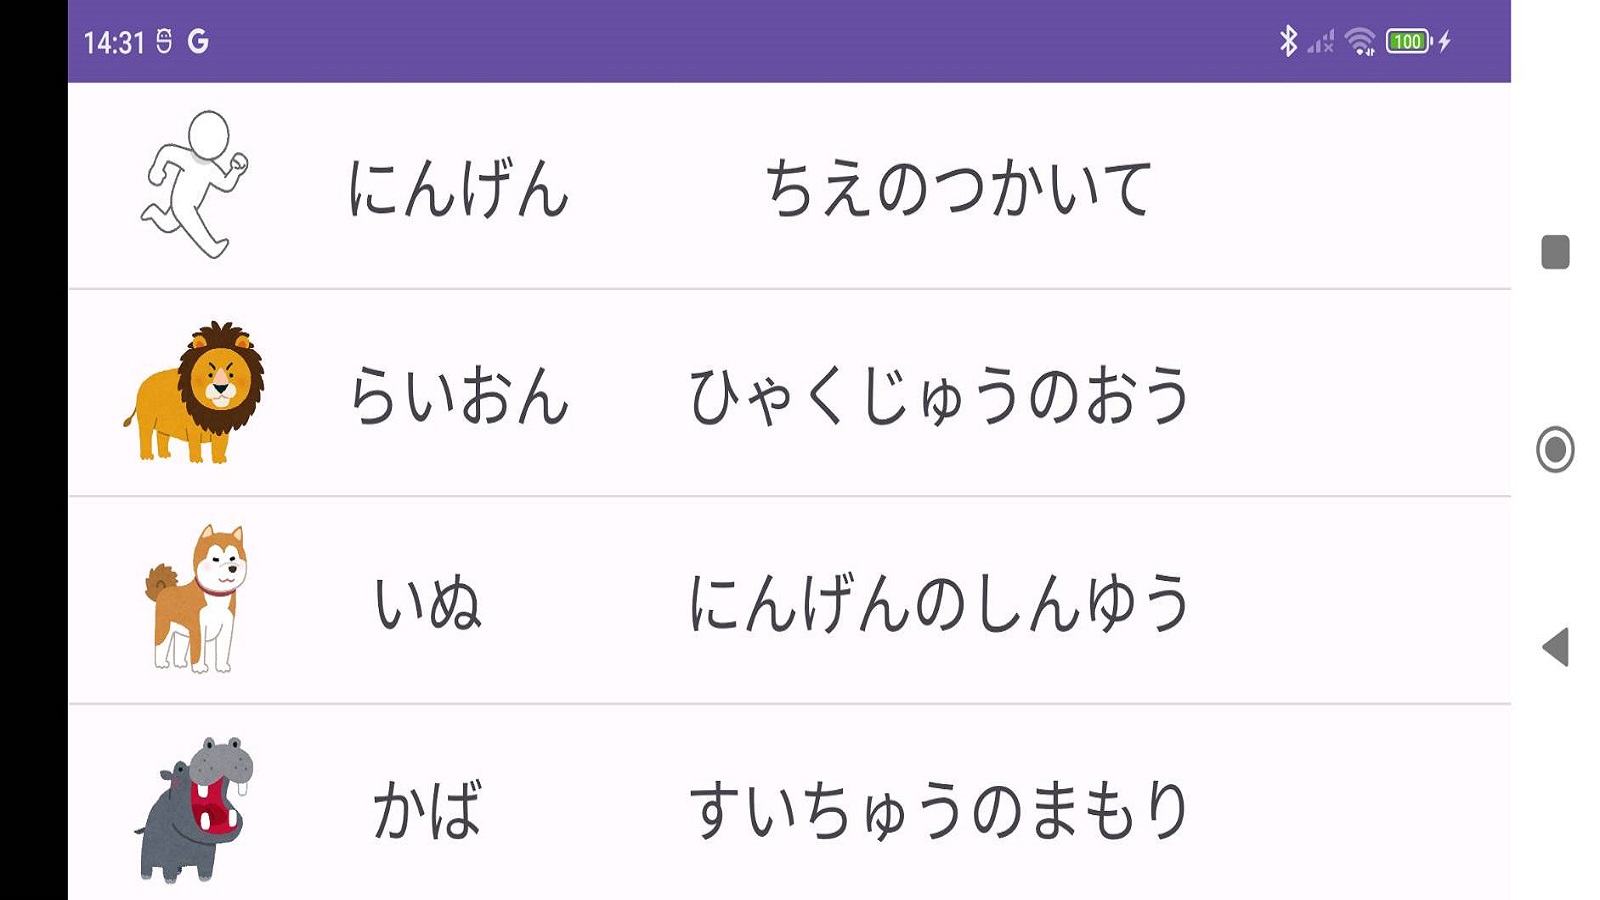 14:31 G 100
にんげん ちえのつかいて
らいおん ひゃくじゅうのおう
いぬ にんげんのしんゆう
かば すいちゅうのまもり